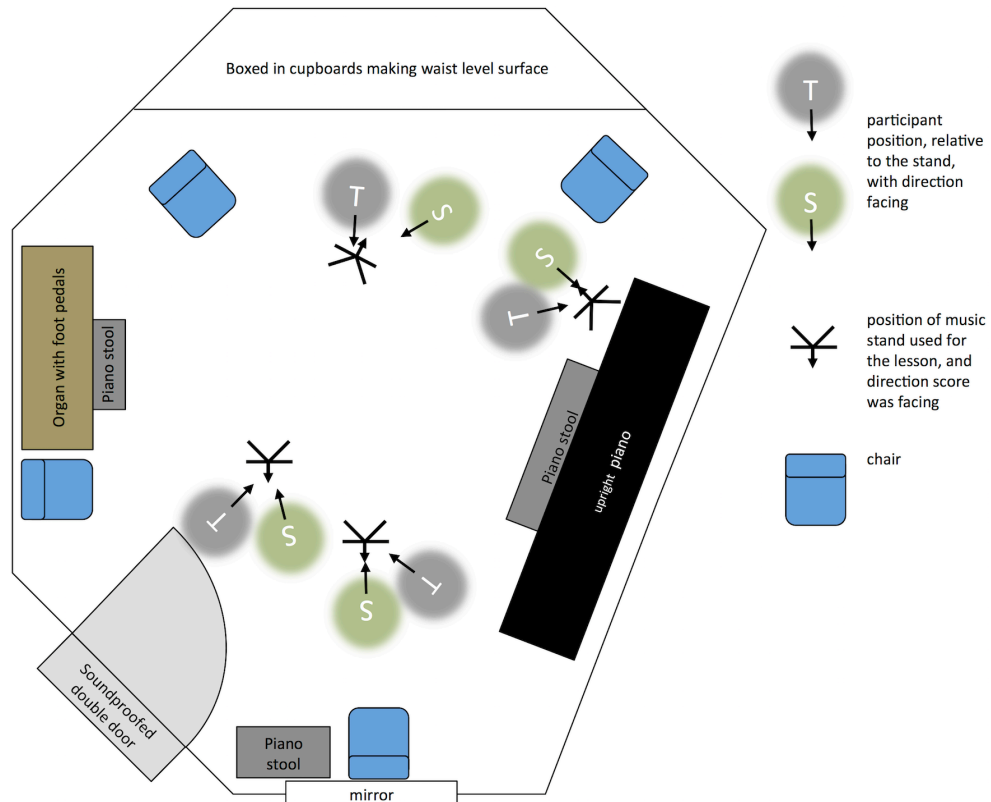 Boxed in cupboards making waist level surface
T
S
S
T
Organ with foot pedals
Piano stool
Piano stool
upright piano
T
S
S
T
Soundproofed
double door
Piano
stool
mirror
T
participant
position, relative
to the stand,
with direction
facing
S
position of music
stand used for
the lesson, and
direction score
was facing
chair